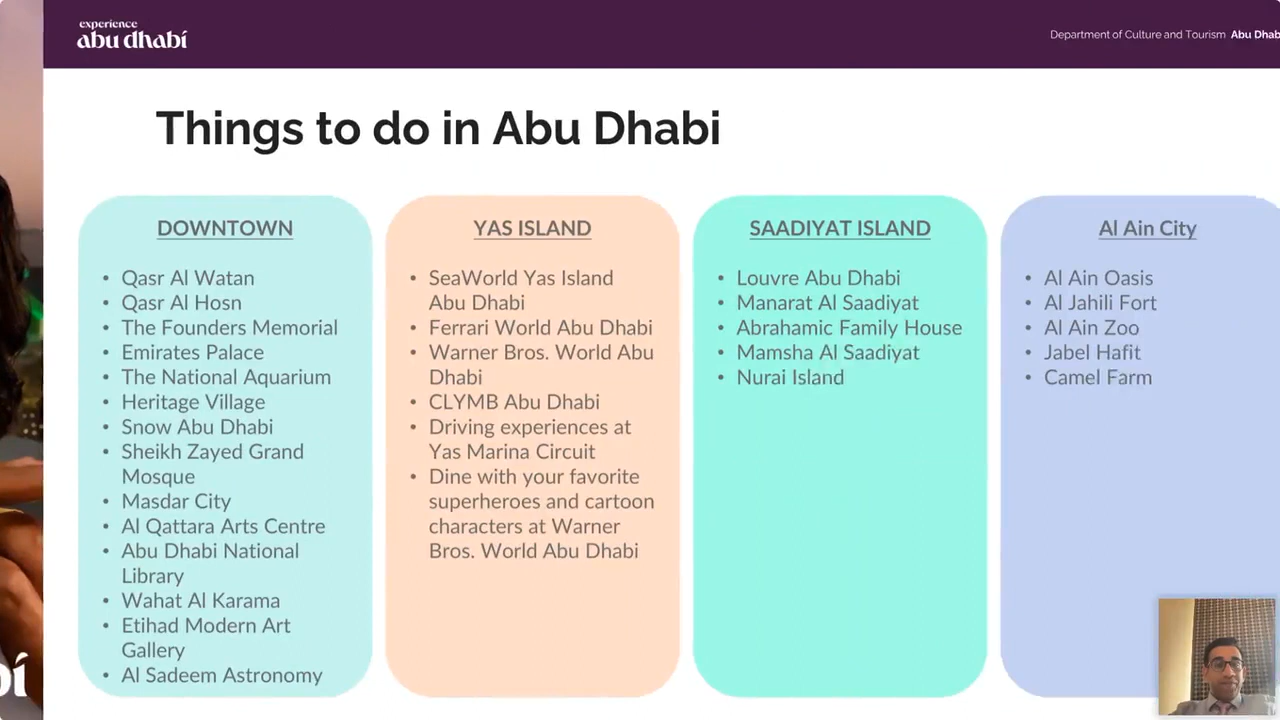 experience
abu dhabi
Department of Culture and Tourism Abu Dhab
Things to do in Abu Dhabi
DOWNTOWN
• Qasr Al Watan
• Qasr Al Hosn
• The Founders Memorial
• Emirates Palace
• The National Aquarium
• Heritage Village
• Snow Abu Dhabi
• Sheikh Zayed Grand
Mosque
• Masdar City
• Al Qattara Arts Centre
• Abu Dhabi National
Library
• Wahat Al Karama
• Etihad Modern Art
Gallery
• Al Sadeem Astronomy
YAS ISLAND
• SeaWorld Yas Island
Abu Dhabi
• Ferrari World Abu Dhabi
• Warner Bros. World Abu
Dhabi
• CLYMB Abu Dhabi
• Driving experiences at
Yas Marina Circuit
• Dine with your favorite
superheroes and cartoon
characters at Warner
Bros. World Abu Dhabi
SAADIYAT ISLAND
• Louvre Abu Dhabi
• Manarat Al Saadiyat
• Abrahamic Family House
• Mamsha Al Saadiyat
• Nurai Island
Al Ain City
• Al Ain Oasis
• Al Jahili Fort
• Al Ain Zoo
• Jabel Hafit
• Camel Farm